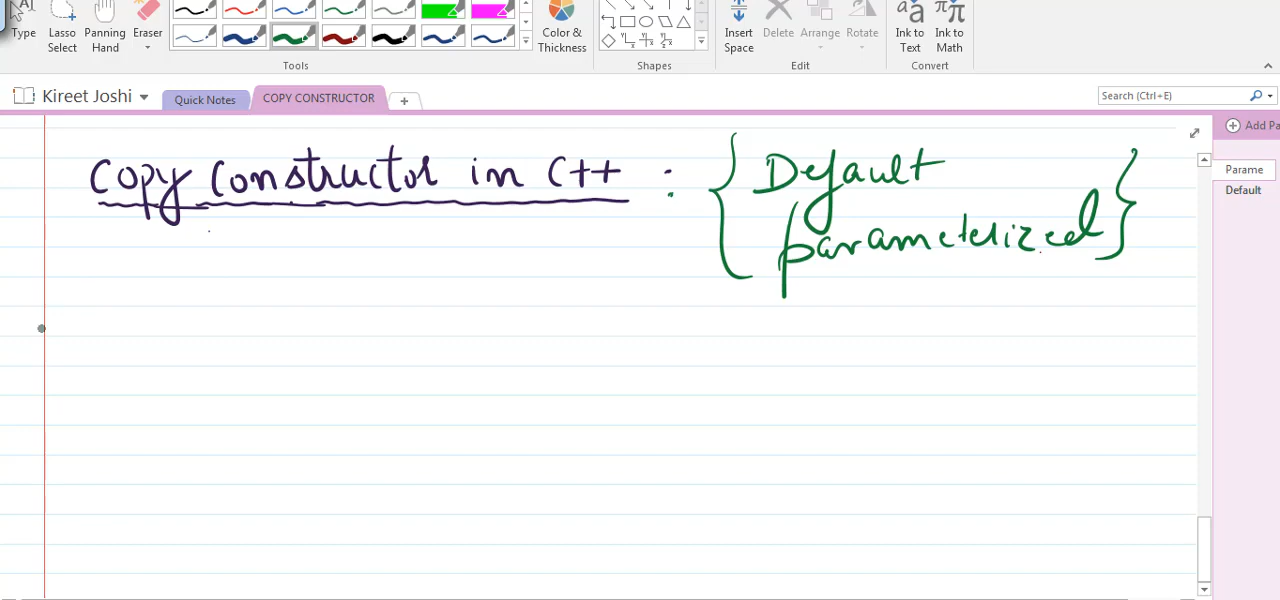 Type
Lasso Select
Panning Hand
Eraser
Color & Thickness
Insert Space
Delete
Arrange
Rotate
Ink to Text
Ink to Math
Tools
Shapes
Edit
Convert
Kireet Joshi
Quick Notes
COPY CONSTRUCTOR
Search (Ctrl+E)
Add Pa
Parame
Default
Copy Constructor in C++ : { Default
parameterized }